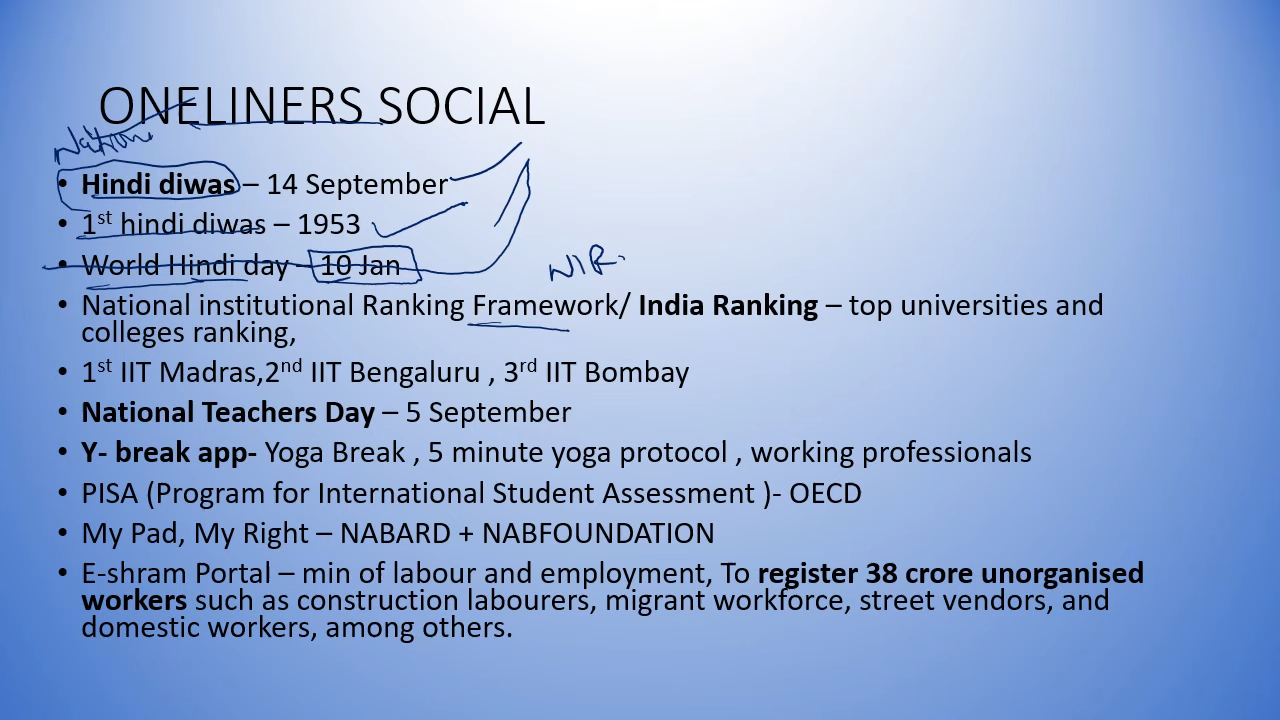 ONELINERS SOCIAL
Nation
• Hindi diwas – 14 September
• 1st hindi diwas – 1953
• World Hindi day – 10 Jan
NIR
• National institutional Ranking Framework/ India Ranking – top universities and
colleges ranking,
• 1st IIT Madras,2nd IIT Bengaluru , 3rd IIT Bombay
• National Teachers Day – 5 September
• Y- break app- Yoga Break , 5 minute yoga protocol , working professionals
• PISA (Program for International Student Assessment )- OECD
• My Pad, My Right – NABARD + NABFOUNDATION
• E-shram Portal – min of labour and employment, To register 38 crore unorganised
workers such as construction labourers, migrant workforce, street vendors, and
domestic workers, among others.